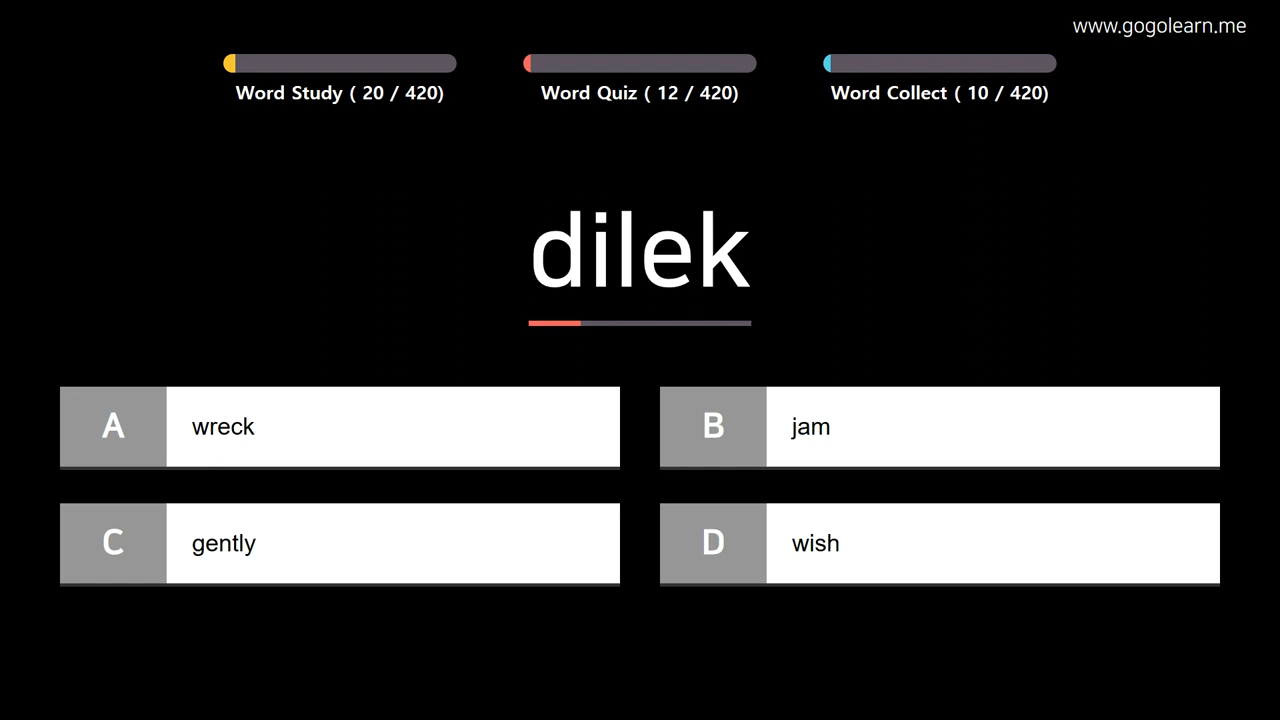 www.gogolearn.me
Word Study ( 20 / 420)
Word Quiz ( 12 / 420)
Word Collect ( 10 / 420)
dilek
A wreck
B jam
C gently
D wish